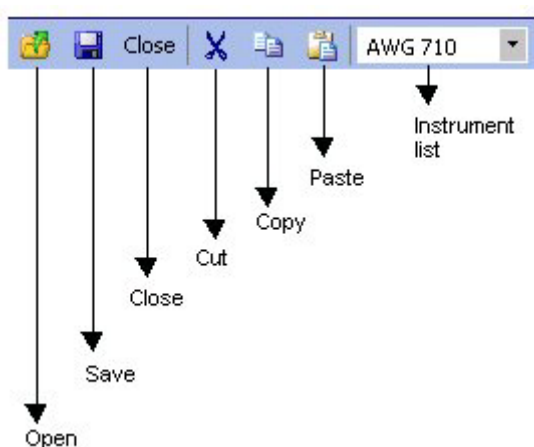 Close
AWG 710
Instrument
list
Paste
Copy
Cut
Close
Save
Open